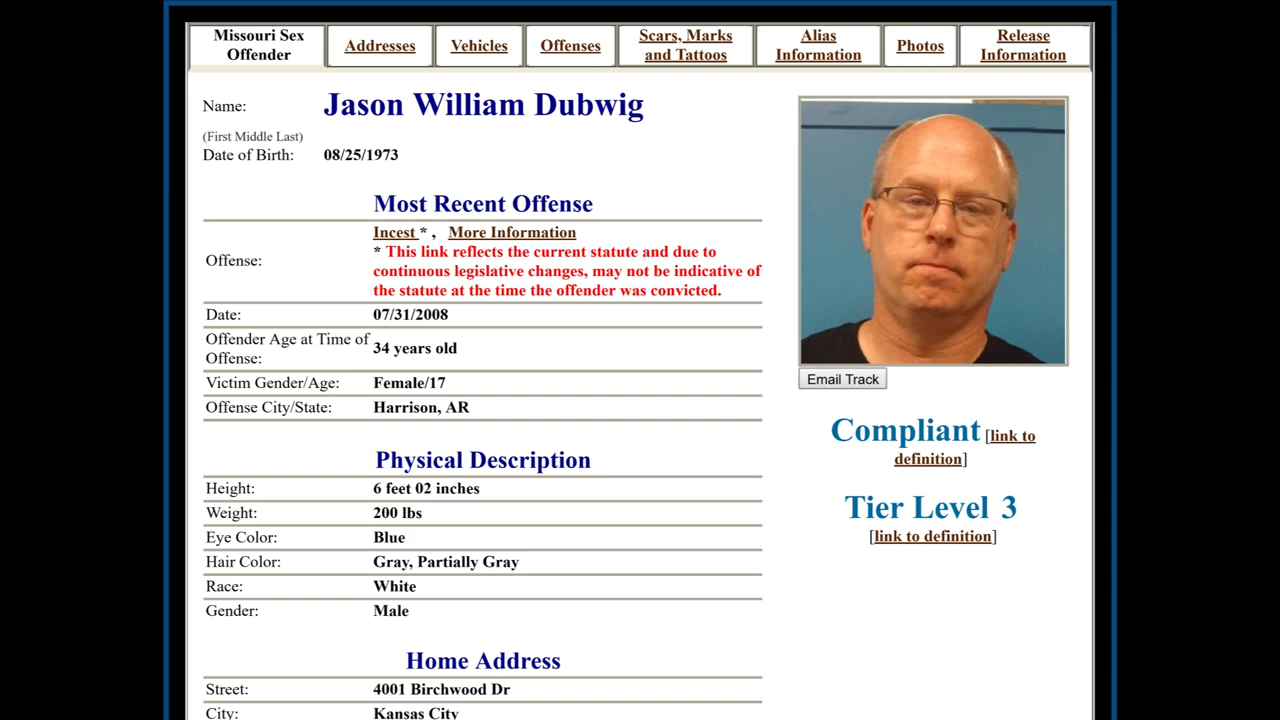 Missouri Sex
Offender
Addresses
Vehicles
Offenses
Scars, Marks
and Tattoos
Alias
Information
Photos
Release
Information
Name: Jason William Dubwig
(First Middle Last)
Date of Birth: 08/25/1973
Most Recent Offense
Offense:
Incest * , More Information
* This link reflects the current statute and due to
continuous legislative changes, may not be indicative of
the statute at the time the offender was convicted.
Date: 07/31/2008
Offender Age at Time of
Offense: 34 years old
Victim Gender/Age: Female/17
Offense City/State: Harrison, AR
Physical Description
Height: 6 feet 02 inches
Weight: 200 lbs
Eye Color: Blue
Hair Color: Gray, Partially Gray
Race: White
Gender: Male
Home Address
Street: 4001 Birchwood Dr
City: Kansas City
Email Track
Compliant [link to
definition]
Tier Level 3
[link to definition]